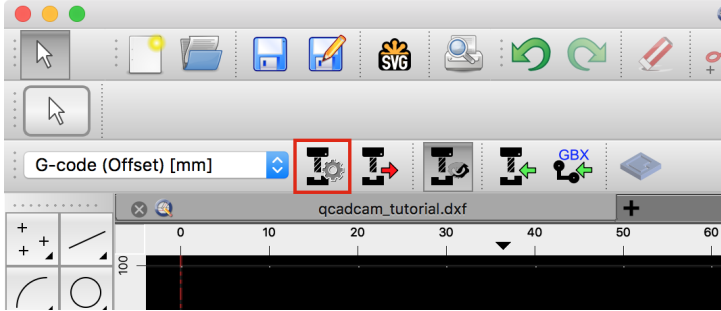 SVG
G-code (Offset) [mm]
GBX
qcadcam_tutorial.dxf
0 10 20 30 40 50 60
100